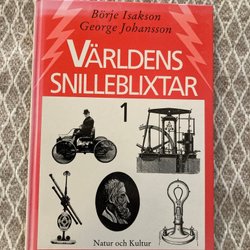 Börje Isakson
George Johansson
VÄRLDENS
SNILLEBLIXTAR
1
Natur och Kultur